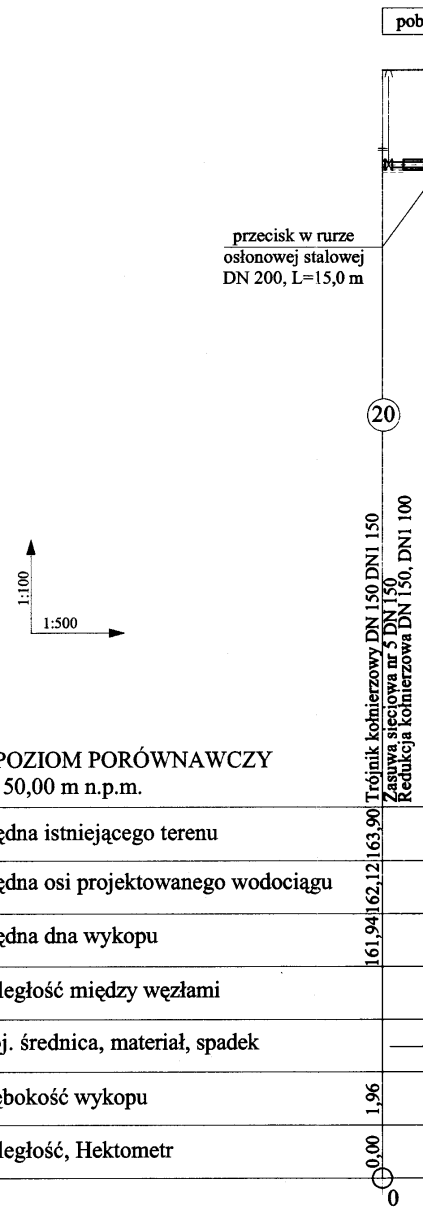 pob
przecisk w rurze
osłonowej stalowej
DN 200, L=15,0 m
20
Trójnik kołnierzowy DN 150 DN1 150
Zasuwa sieciowa nr 5 DN 150
Redukcja kołnierzowa DN 150, DN1 100
1:100
1:500
POZIOM PORÓWNAWCZY
50,00 m n.p.m.
ędna istniejącego terenu 163,90
ędna osi projektowanego wodociągu 162,12
ędna dna wykopu 161,94
ległość między węzłami
j. średnica, materiał, spadek
ębokość wykopu 1,96
ległość, Hektometr 0,00
0